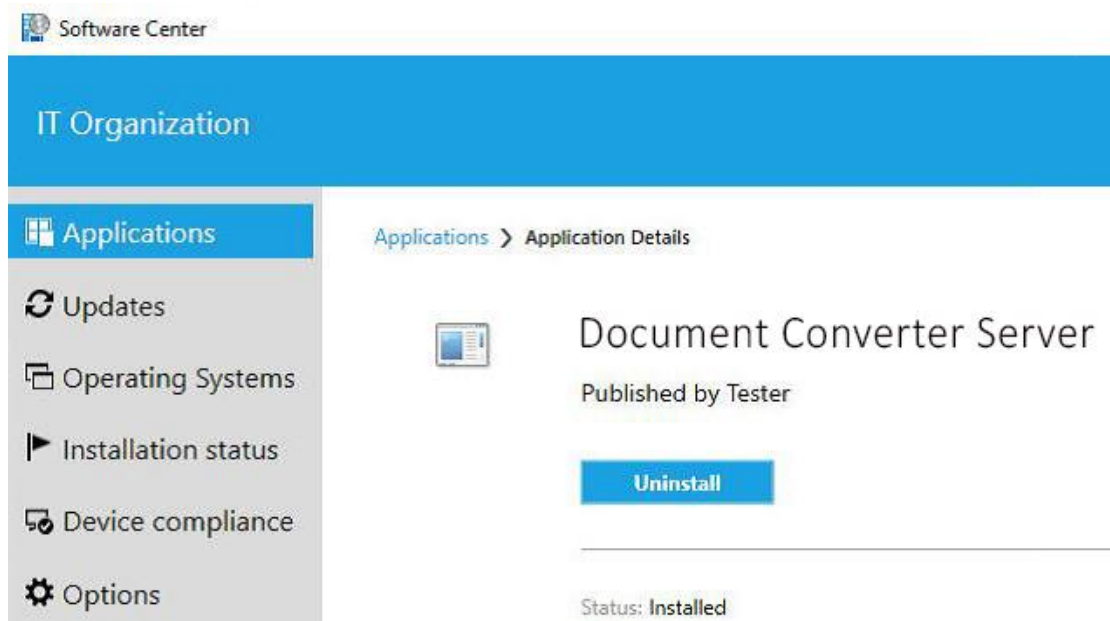 Software Center
IT Organization
Applications
Updates
Operating Systems
Installation status
Device compliance
Options
Applications ❯ Application Details
Document Converter Server
Published by Tester
Uninstall
Status: Installed